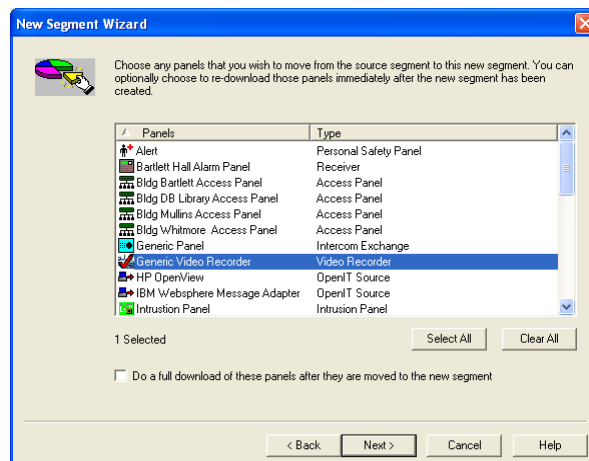 New Segment Wizard
Choose any panels that you wish to move from the source segment to this new segment. You can
optionally choose to re-download those panels immediately after the new segment has been
created.
Panels Type
Alert Personal Safety Panel
Bartlett Hall Alarm Panel Receiver
Bldg Bartlett Access Panel Access Panel
Bldg DB Library Access Panel Access Panel
Bldg Mullins Access Panel Access Panel
Bldg Whitmore Access Panel Access Panel
Generic Panel Intercom Exchange
Generic Video Recorder Video Recorder
HP OpenView OpenIT Source
IBM Websphere Message Adapter OpenIT Source
Intrustion Panel Intrusion Panel
1 Selected Select All Clear All
Do a full download of these panels after they are moved to the new segment
< Back Next > Cancel Help